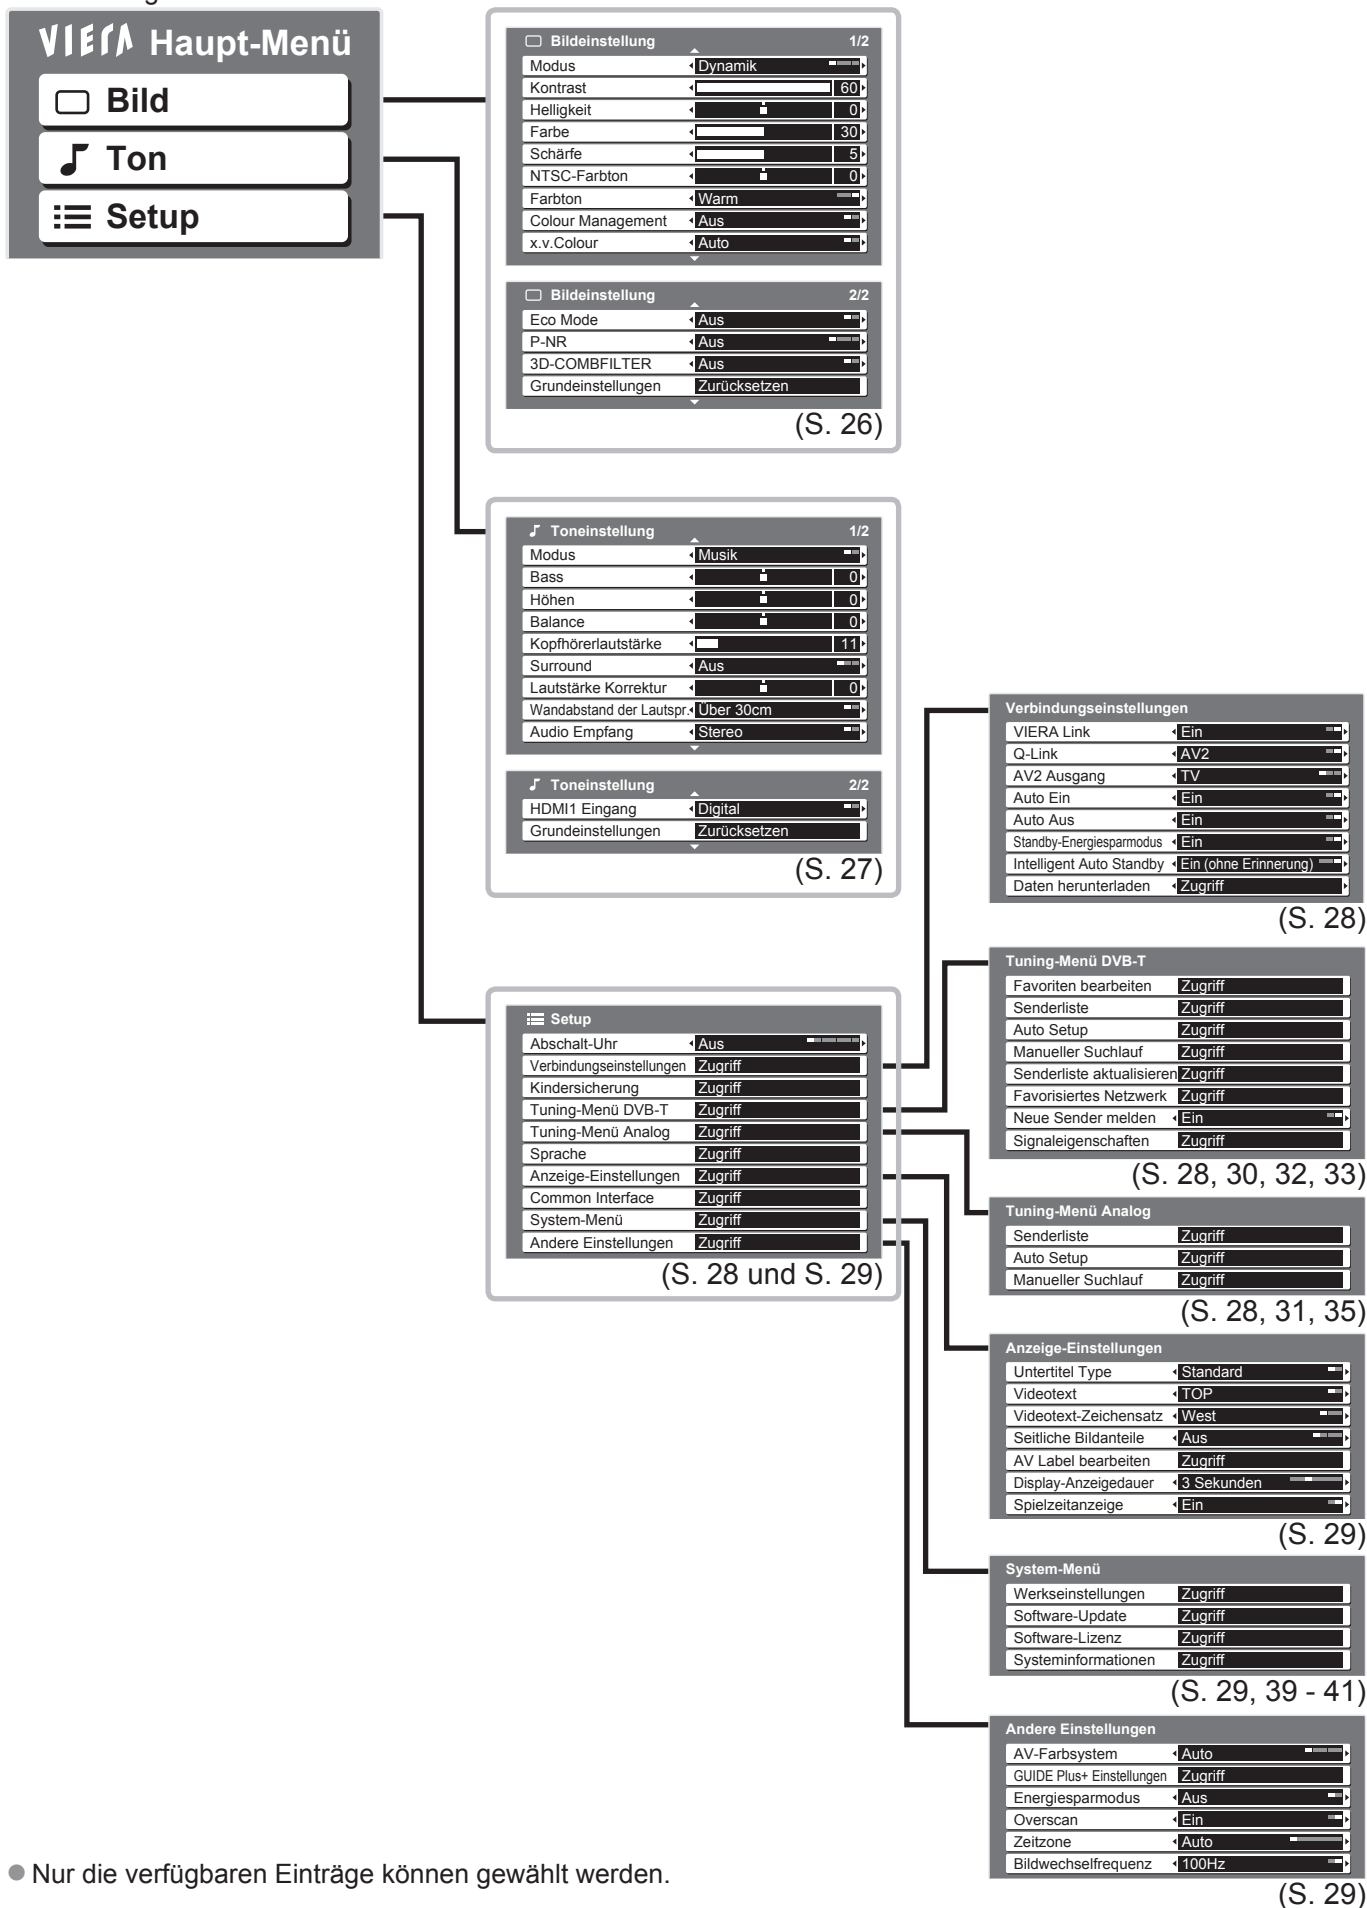 VIERA Haupt-Menü
Bild
Ton
Setup
Bildeinstellung 1/2
Modus Dynamik
Kontrast 60
Helligkeit 0
Farbe 30
Schärfe 5
NTSC-Farbton 0
Farbton Warm
Colour Management Aus
x.v.Colour Auto
Bildeinstellung 2/2
Eco Mode Aus
P-NR Aus
3D-COMBFILTER Aus
Grundeinstellungen Zurücksetzen
(S. 26)
Toneinstellung 1/2
Modus Musik
Bass 0
Höhen 0
Balance 0
Kopfhörerlautstärke 11
Surround Aus
Lautstärke Korrektur 0
Wandabstand der Lautspr. Über 30cm
Audio Empfang Stereo
Toneinstellung 2/2
HDMI1 Eingang Digital
Grundeinstellungen Zurücksetzen
(S. 27)
Setup
Abschalt-Uhr Aus
Verbindungseinstellungen Zugriff
Kindersicherung Zugriff
Tuning-Menü DVB-T Zugriff
Tuning-Menü Analog Zugriff
Sprache Zugriff
Anzeige-Einstellungen Zugriff
Common Interface Zugriff
System-Menü Zugriff
Andere Einstellungen Zugriff
(S. 28 und S. 29)
Verbindungseinstellungen
VIERA Link Ein
Q-Link AV2
AV2 Ausgang TV
Auto Ein Ein
Auto Aus Ein
Standby-Energiesparmodus Ein
Intelligent Auto Standby Ein (ohne Erinnerung)
Daten herunterladen Zugriff
(S. 28)
Tuning-Menü DVB-T
Favoriten bearbeiten Zugriff
Senderliste Zugriff
Auto Setup Zugriff
Manueller Suchlauf Zugriff
Senderliste aktualisieren Zugriff
Favorisiertes Netzwerk Zugriff
Neue Sender melden Ein
Signaleigenschaften Zugriff
(S. 28, 30, 32, 33)
Tuning-Menü Analog
Senderliste Zugriff
Auto Setup Zugriff
Manueller Suchlauf Zugriff
(S. 28, 31, 35)
Anzeige-Einstellungen
Untertitel Type Standard
Videotext TOP
Videotext-Zeichensatz West
Seitliche Bildanteile Aus
AV Label bearbeiten Zugriff
Display-Anzeigedauer 3 Sekunden
Spielzeitanzeige Ein
(S. 29)
System-Menü
Werkseinstellungen Zugriff
Software-Update Zugriff
Software-Lizenz Zugriff
Systeminformationen Zugriff
(S. 29, 39 - 41)
Andere Einstellungen
AV-Farbsystem Auto
GUIDE Plus+ Einstellungen Zugriff
Energiesparmodus Aus
Overscan Ein
Zeitzone Auto
Bildwechselfrequenz 100Hz
(S. 29)
● Nur die verfügbaren Einträge können gewählt werden.